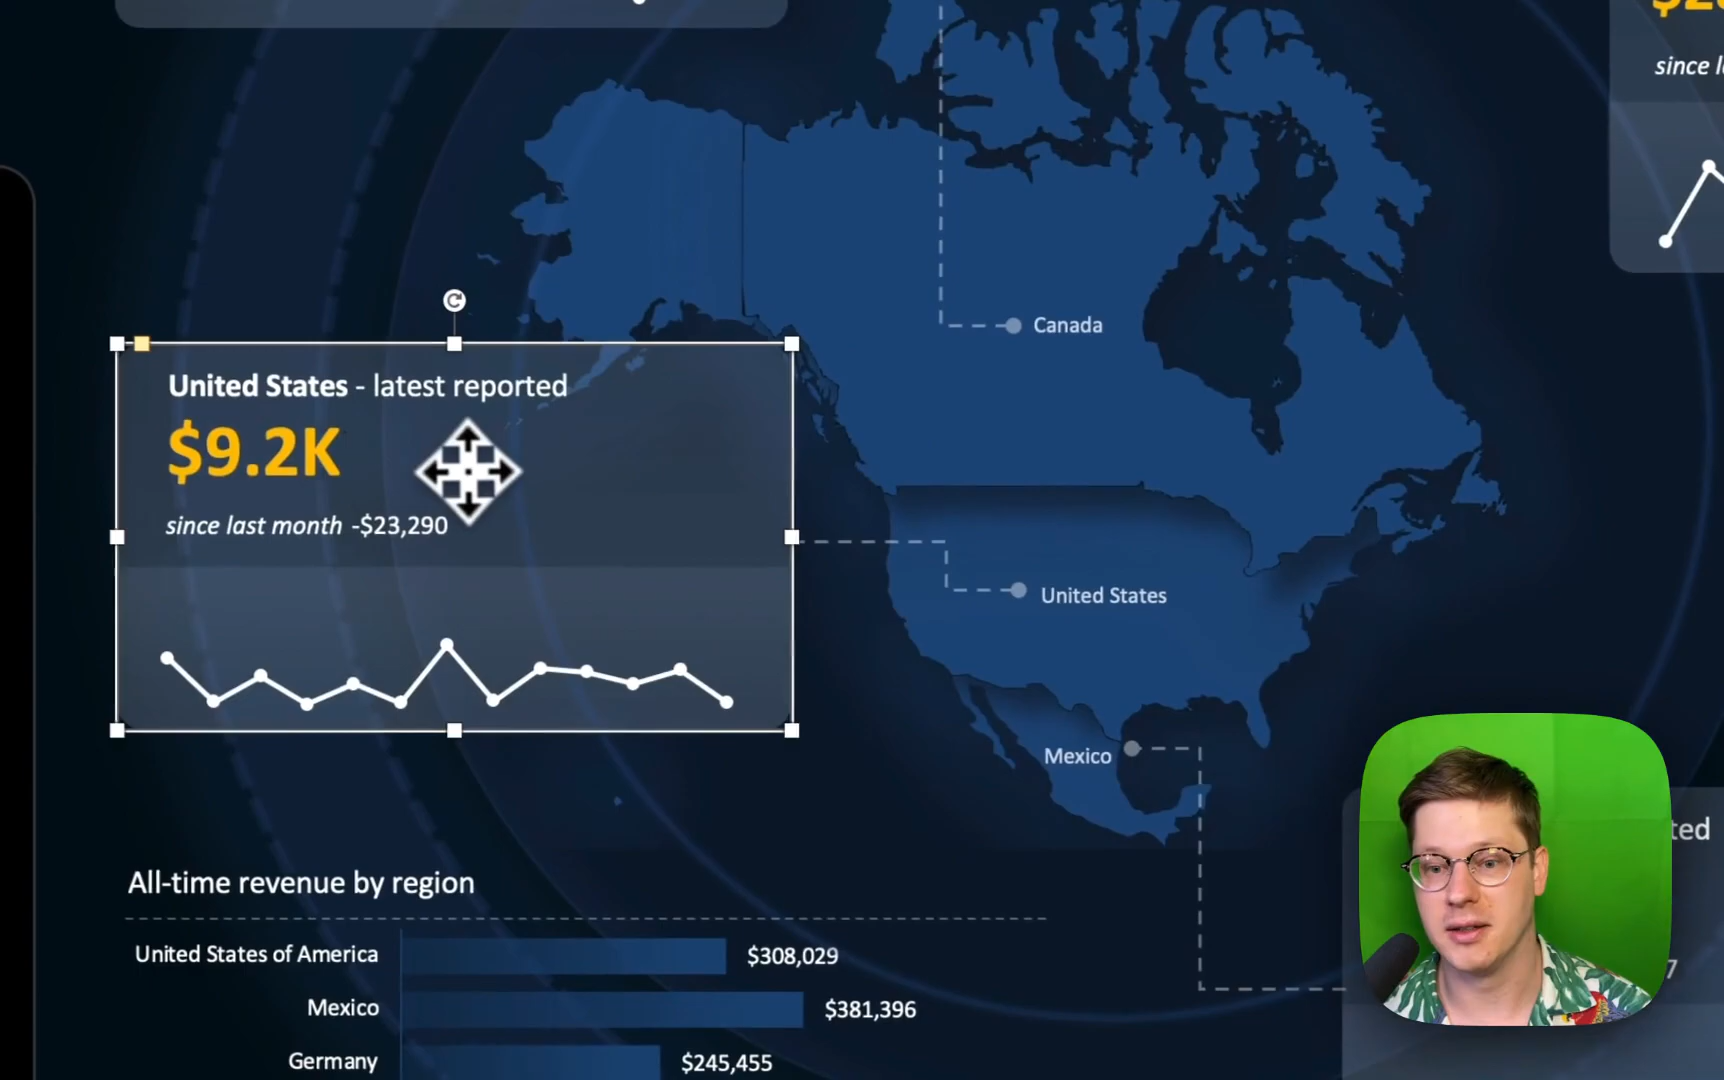 since l
Canada
United States - latest reported
$9.2K
since last month -$23,290
United States
Mexico
ted
7
All-time revenue by region
United States of America $308,029
Mexico $381,396
Germany $245,455